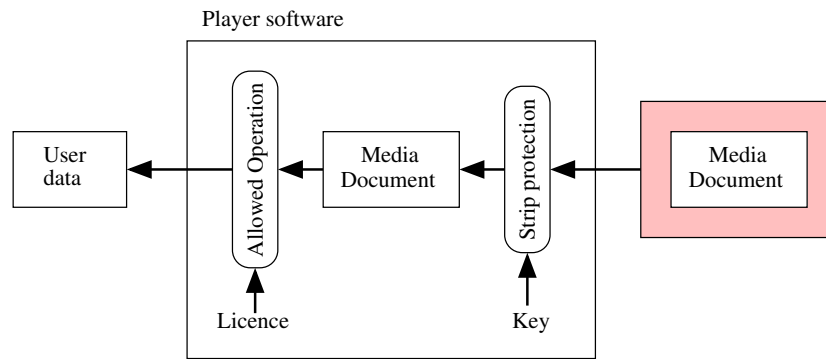 Player software
User
data
Allowed Operation
Media
Document
Strip protection
Media
Document
Licence
Key